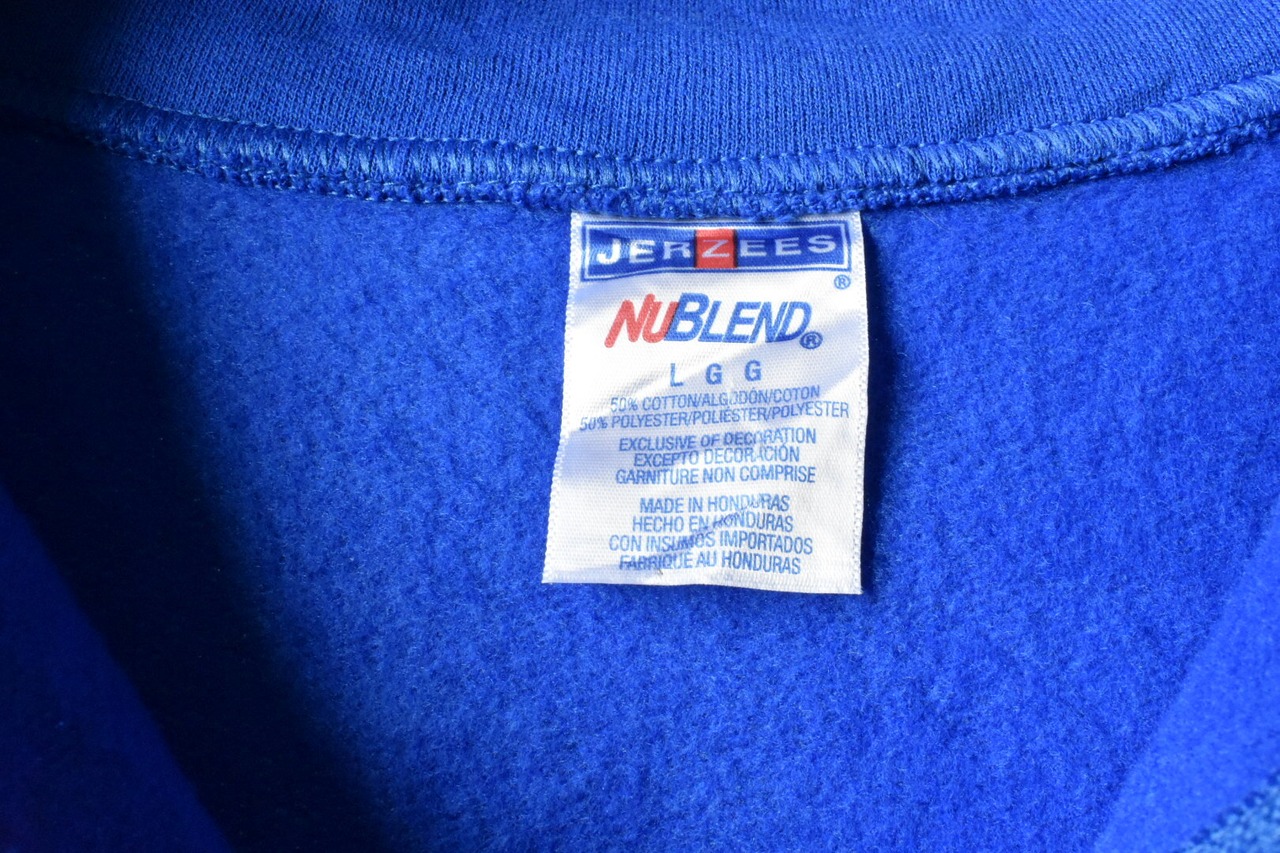 JERZEES
®
NUBLEND®
L G G
50% COTTON/ALGODÓN/COTON
50% POLYESTER/POLIÉSTER/POLYESTER
EXCLUSIVE OF DECORATION
EXCEPTO DECORACIÓN
GARNITURE NON COMPRISE
MADE IN HONDURAS
HECHO EN HONDURAS
CON INSUMOS IMPORTADOS
FABRIQUÉ AU HONDURAS